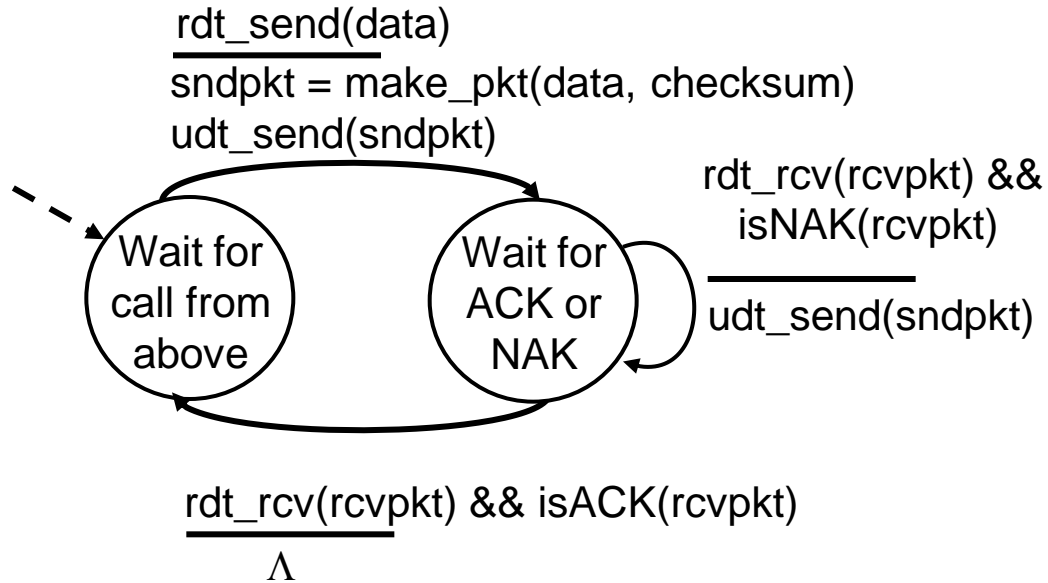 rdt_send(data)
sndpkt = make_pkt(data, checksum)
udt_send(sndpkt)
Wait for
call from
above
Wait for
ACK or
NAK
rdt_rcv(rcvpkt) &&
isNAK(rcvpkt)
udt_send(sndpkt)
rdt_rcv(rcvpkt) && isACK(rcvpkt)
Λ